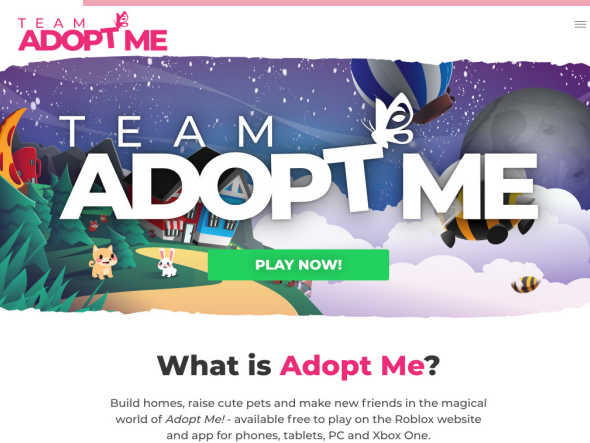 TEAM
ADOPT ME
TEAM
ADOPT ME
PLAY NOW!
What is Adopt Me?
Build homes, raise cute pets and make new friends in the magical
world of Adopt Me! - available free to play on the Roblox website
and app for phones, tablets, PC and Xbox One.